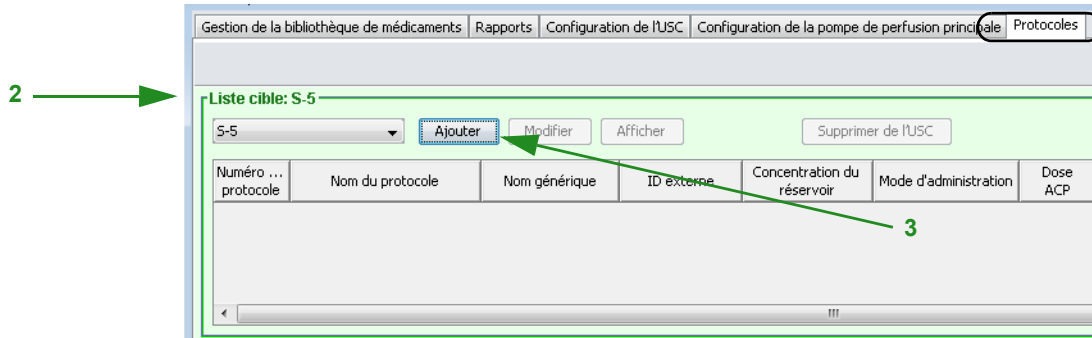 Gestion de la bibliothèque de médicaments Rapports Configuration de l'USC Configuration de la pompe de perfusion principale Protocoles
2
Liste cible: S-5
S-5 Ajouter Modifier Afficher Supprimer de l'USC
Numéro ... protocole Nom du protocole Nom générique ID externe Concentration du réservoir Mode d'administration Dose ACP
3